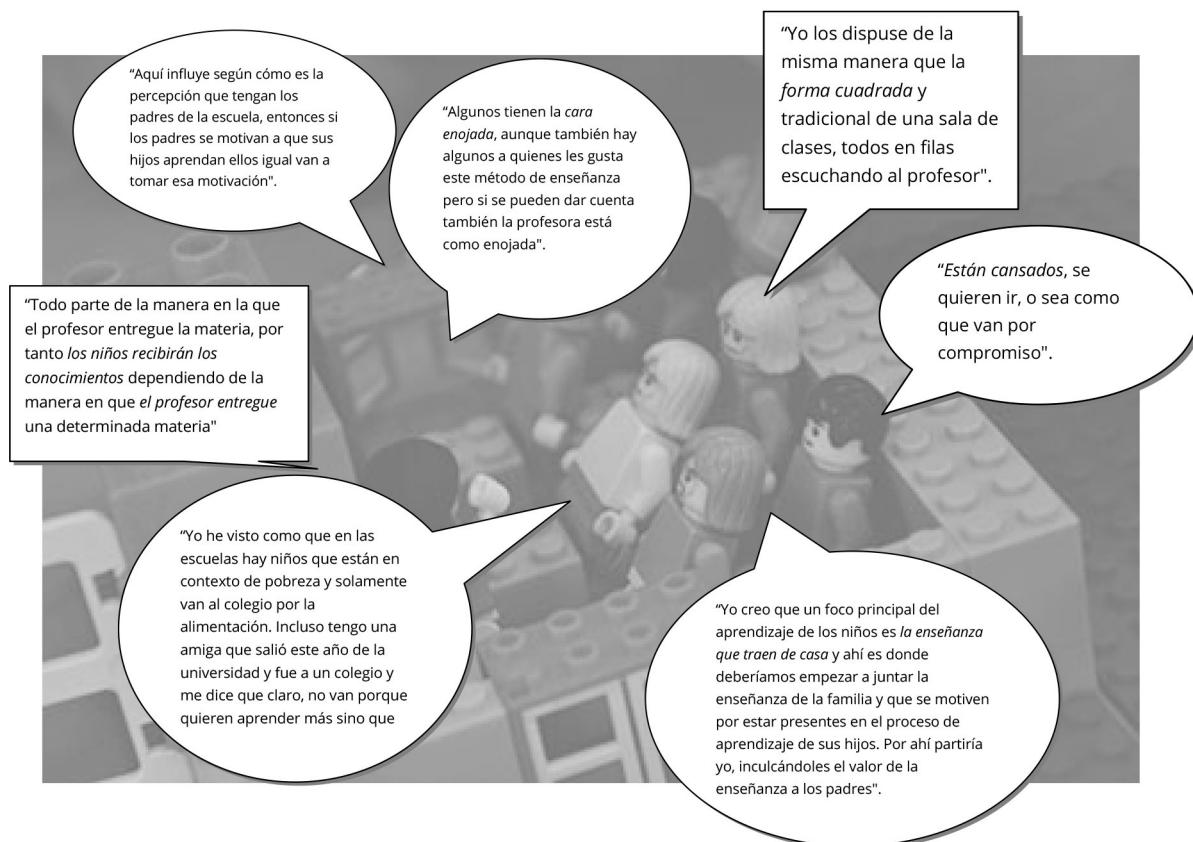 “Aquí influye según cómo es la
percepción que tengan los
padres de la escuela, entonces si
los padres se motivan a que sus
hijos aprendan ellos igual van a
tomar esa motivación".
“Algunos tienen la cara
enojada, aunque también hay
algunos a quienes les gusta
este método de enseñanza
pero si se pueden dar cuenta
también la profesora está
como enojada".
“Yo los dispuse de la
misma manera que la
forma cuadrada y
tradicional de una sala de
clases, todos en filas
escuchando al profesor".
“Están cansados, se
quieren ir, o sea como
que van por
compromiso".
“Todo parte de la manera en la que
el profesor entregue la materia, por
tanto los niños recibirán los
conocimientos dependiendo de la
manera en que el profesor entregue
una determinada materia"
“Yo he visto como que en las
escuelas hay niños que están en
contexto de pobreza y solamente
van al colegio por la
alimentación. Incluso tengo una
amiga que salió este año de la
universidad y fue a un colegio y
me dice que claro, no van porque
quieren aprender más sino que
“Yo creo que un foco principal del
aprendizaje de los niños es la enseñanza
que traen de casa y ahí es donde
deberíamos empezar a juntar la
enseñanza de la familia y que se motiven
por estar presentes en el proceso de
aprendizaje de sus hijos. Por ahí partiría
yo, inculcándoles el valor de la
enseñanza a los padres".